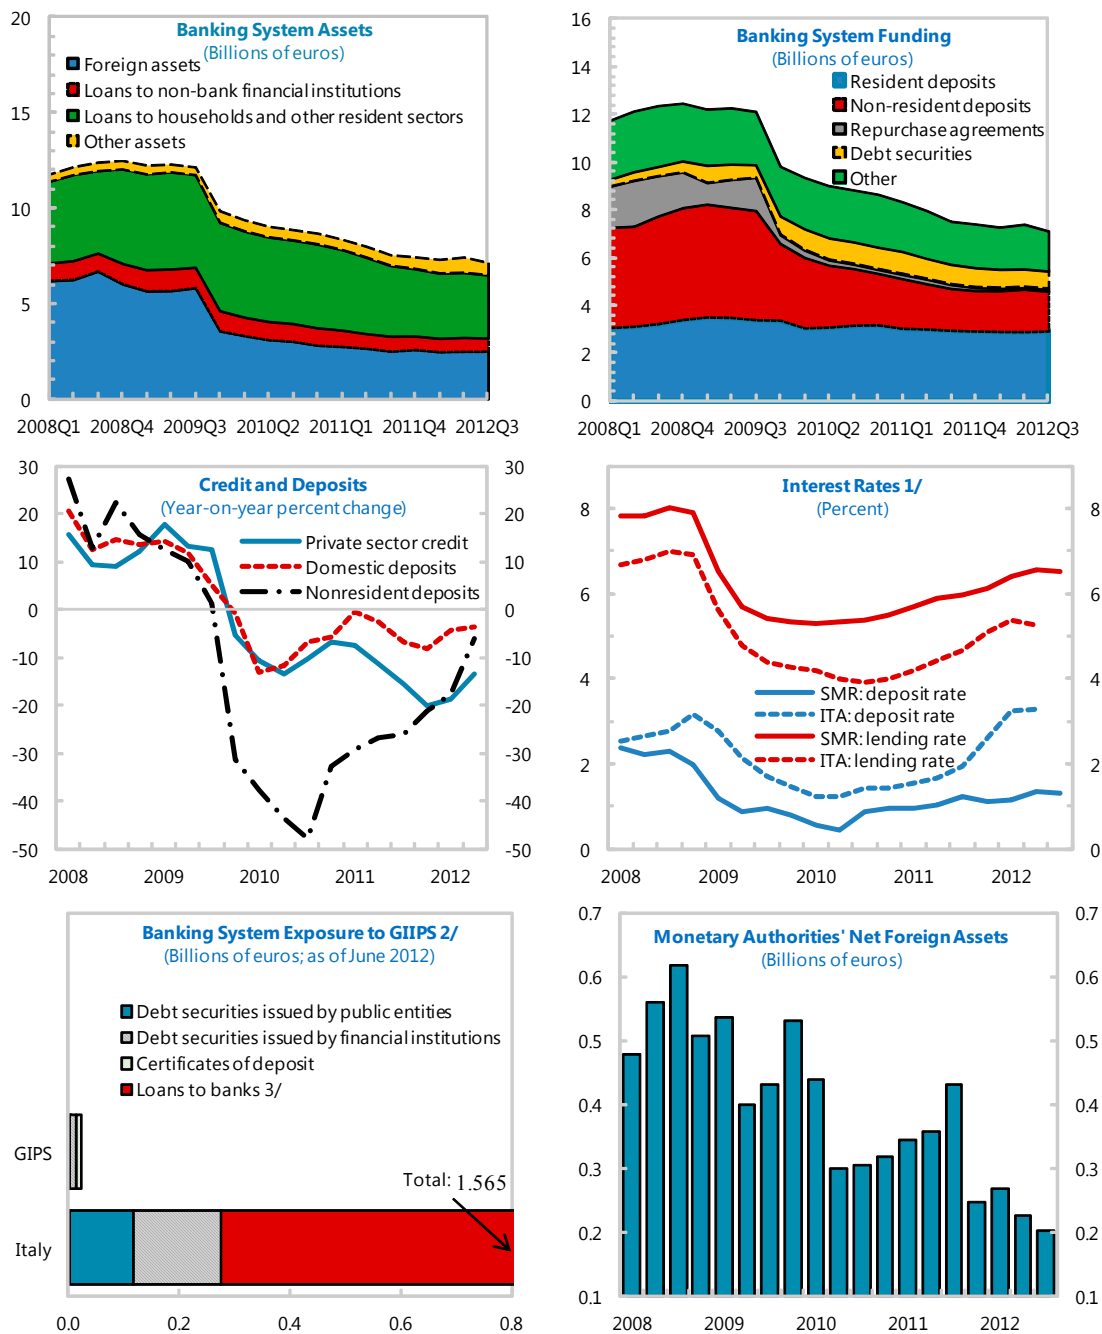 Banking System Assets
(Billions of euros)
Foreign assets
Loans to non-bank financial institutions
Loans to households and other resident sectors
Other assets
20
15
10
5
0
2008Q1 2008Q4 2009Q3 2010Q2 2011Q1 2011Q4 2012Q3
Banking System Funding
(Billions of euros)
Resident deposits
Non-resident deposits
Repurchase agreements
Debt securities
Other
16
14
12
10
8
6
4
2
0
2008Q1 2008Q4 2009Q3 2010Q2 2011Q1 2011Q4 2012Q3
Credit and Deposits
(Year-on-year percent change)
Private sector credit
Domestic deposits
Nonresident deposits
30 30
20 20
10 10
0 0
-10 -10
-20 -20
-30 -30
-40 -40
-50 -50
2008 2009 2010 2011 2012
Interest Rates 1/
(Percent)
8 8
6 6
4 4
2 2
0 0
SMR: deposit rate
ITA: deposit rate
SMR: lending rate
ITA: lending rate
2008 2009 2010 2011 2012
Banking System Exposure to GIIPS 2/
(Billions of euros; as of June 2012)
Debt securities issued by public entities
Debt securities issued by financial institutions
Certificates of deposit
Loans to banks 3/
GIPS
Total: 1.565
Italy
0.0 0.2 0.4 0.6 0.8
Monetary Authorities' Net Foreign Assets
(Billions of euros)
0.7 0.7
0.6 0.6
0.5 0.5
0.4 0.4
0.3 0.3
0.2 0.2
0.1 0.1
2008 2009 2010 2011 2012